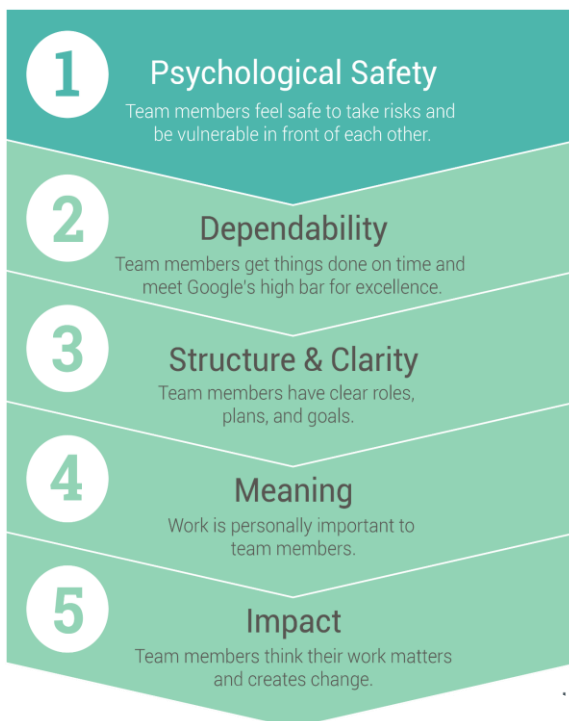 1
Psychological Safety
Team members feel safe to take risks and
be vulnerable in front of each other.
2
Dependability
Team members get things done on time and
meet Google's high bar for excellence.
3
Structure & Clarity
Team members have clear roles,
plans, and goals.
4
Meaning
Work is personally important to
team members.
5
Impact
Team members think their work matters
and creates change.